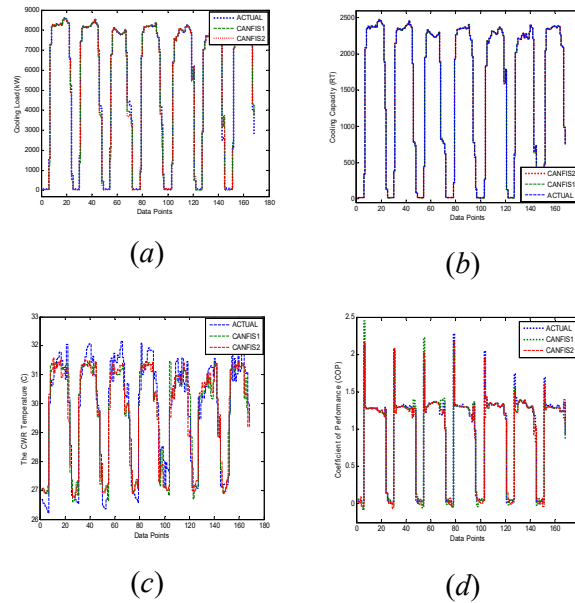 9000
8000
7000
6000
5000
4000
3000
2000
1000
0
0 20 40 60 80 100 120 140 160 180
Cooling Load (kW)
Data Points
ACTUAL
CANFIS1
CANFIS2
(a)
2500
2000
1500
1000
500
0
0 20 40 60 80 100 120 140 160 180
Cooling Capacity (RT)
Data Points
CANFIS2
CANFIS1
ACTUAL
(b)
33
32
31
30
29
28
27
26
0 20 40 60 80 100 120 140 160 180
The CWR Temperature (C)
Data Points
ACTUAL
CANFIS1
CANFIS2
(c)
2.5
2
1.5
1
0.5
0
0 20 40 60 80 100 120 140 160 180
Coefficient of Performance (COP)
Data Points
ACTUAL
CANFIS1
CANFIS2
(d)